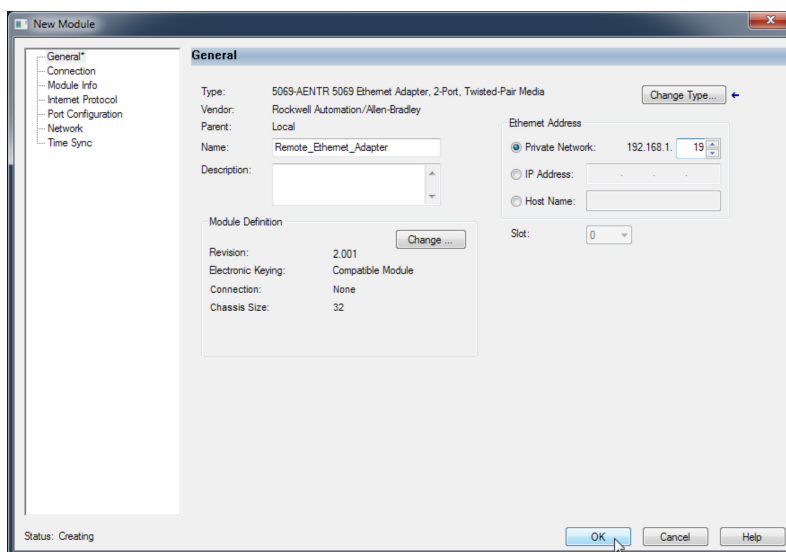 New Module
General*
Connection
Module Info
Internet Protocol
Port Configuration
Network
Time Sync
General
Type: 5069-AENTR 5069 Ethernet Adapter, 2-Port, Twisted-Pair Media
Change Type...
Vendor: Rockwell Automation/Allen-Bradley
Parent: Local
Name: Remote_Ethernet_Adapter
Description:
Ethernet Address
Private Network: 192.168.1. 19
IP Address: . . .
Host Name:
Slot: 0
Module Definition
Change ...
Revision: 2.001
Electronic Keying: Compatible Module
Connection: None
Chassis Size: 32
Status: Creating
OK Cancel Help